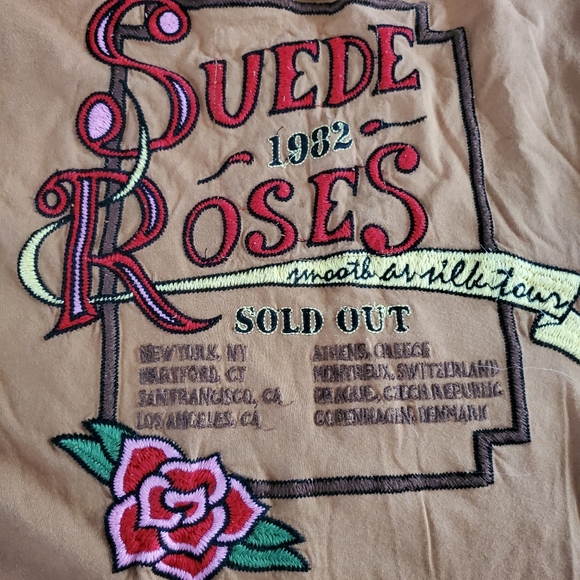 SUEDE
1982
ROSES
smooth as silk tour
SOLD OUT
NEW YORK, NY
HARTFORD, CT
SAN FRANCISCO, CA
LOS ANGELES, CA
ATHENS, GREECE
MONTREUX, SWITZERLAND
PRAGUE, CZECH REPUBLIC
COPENHAGEN, DENMARK